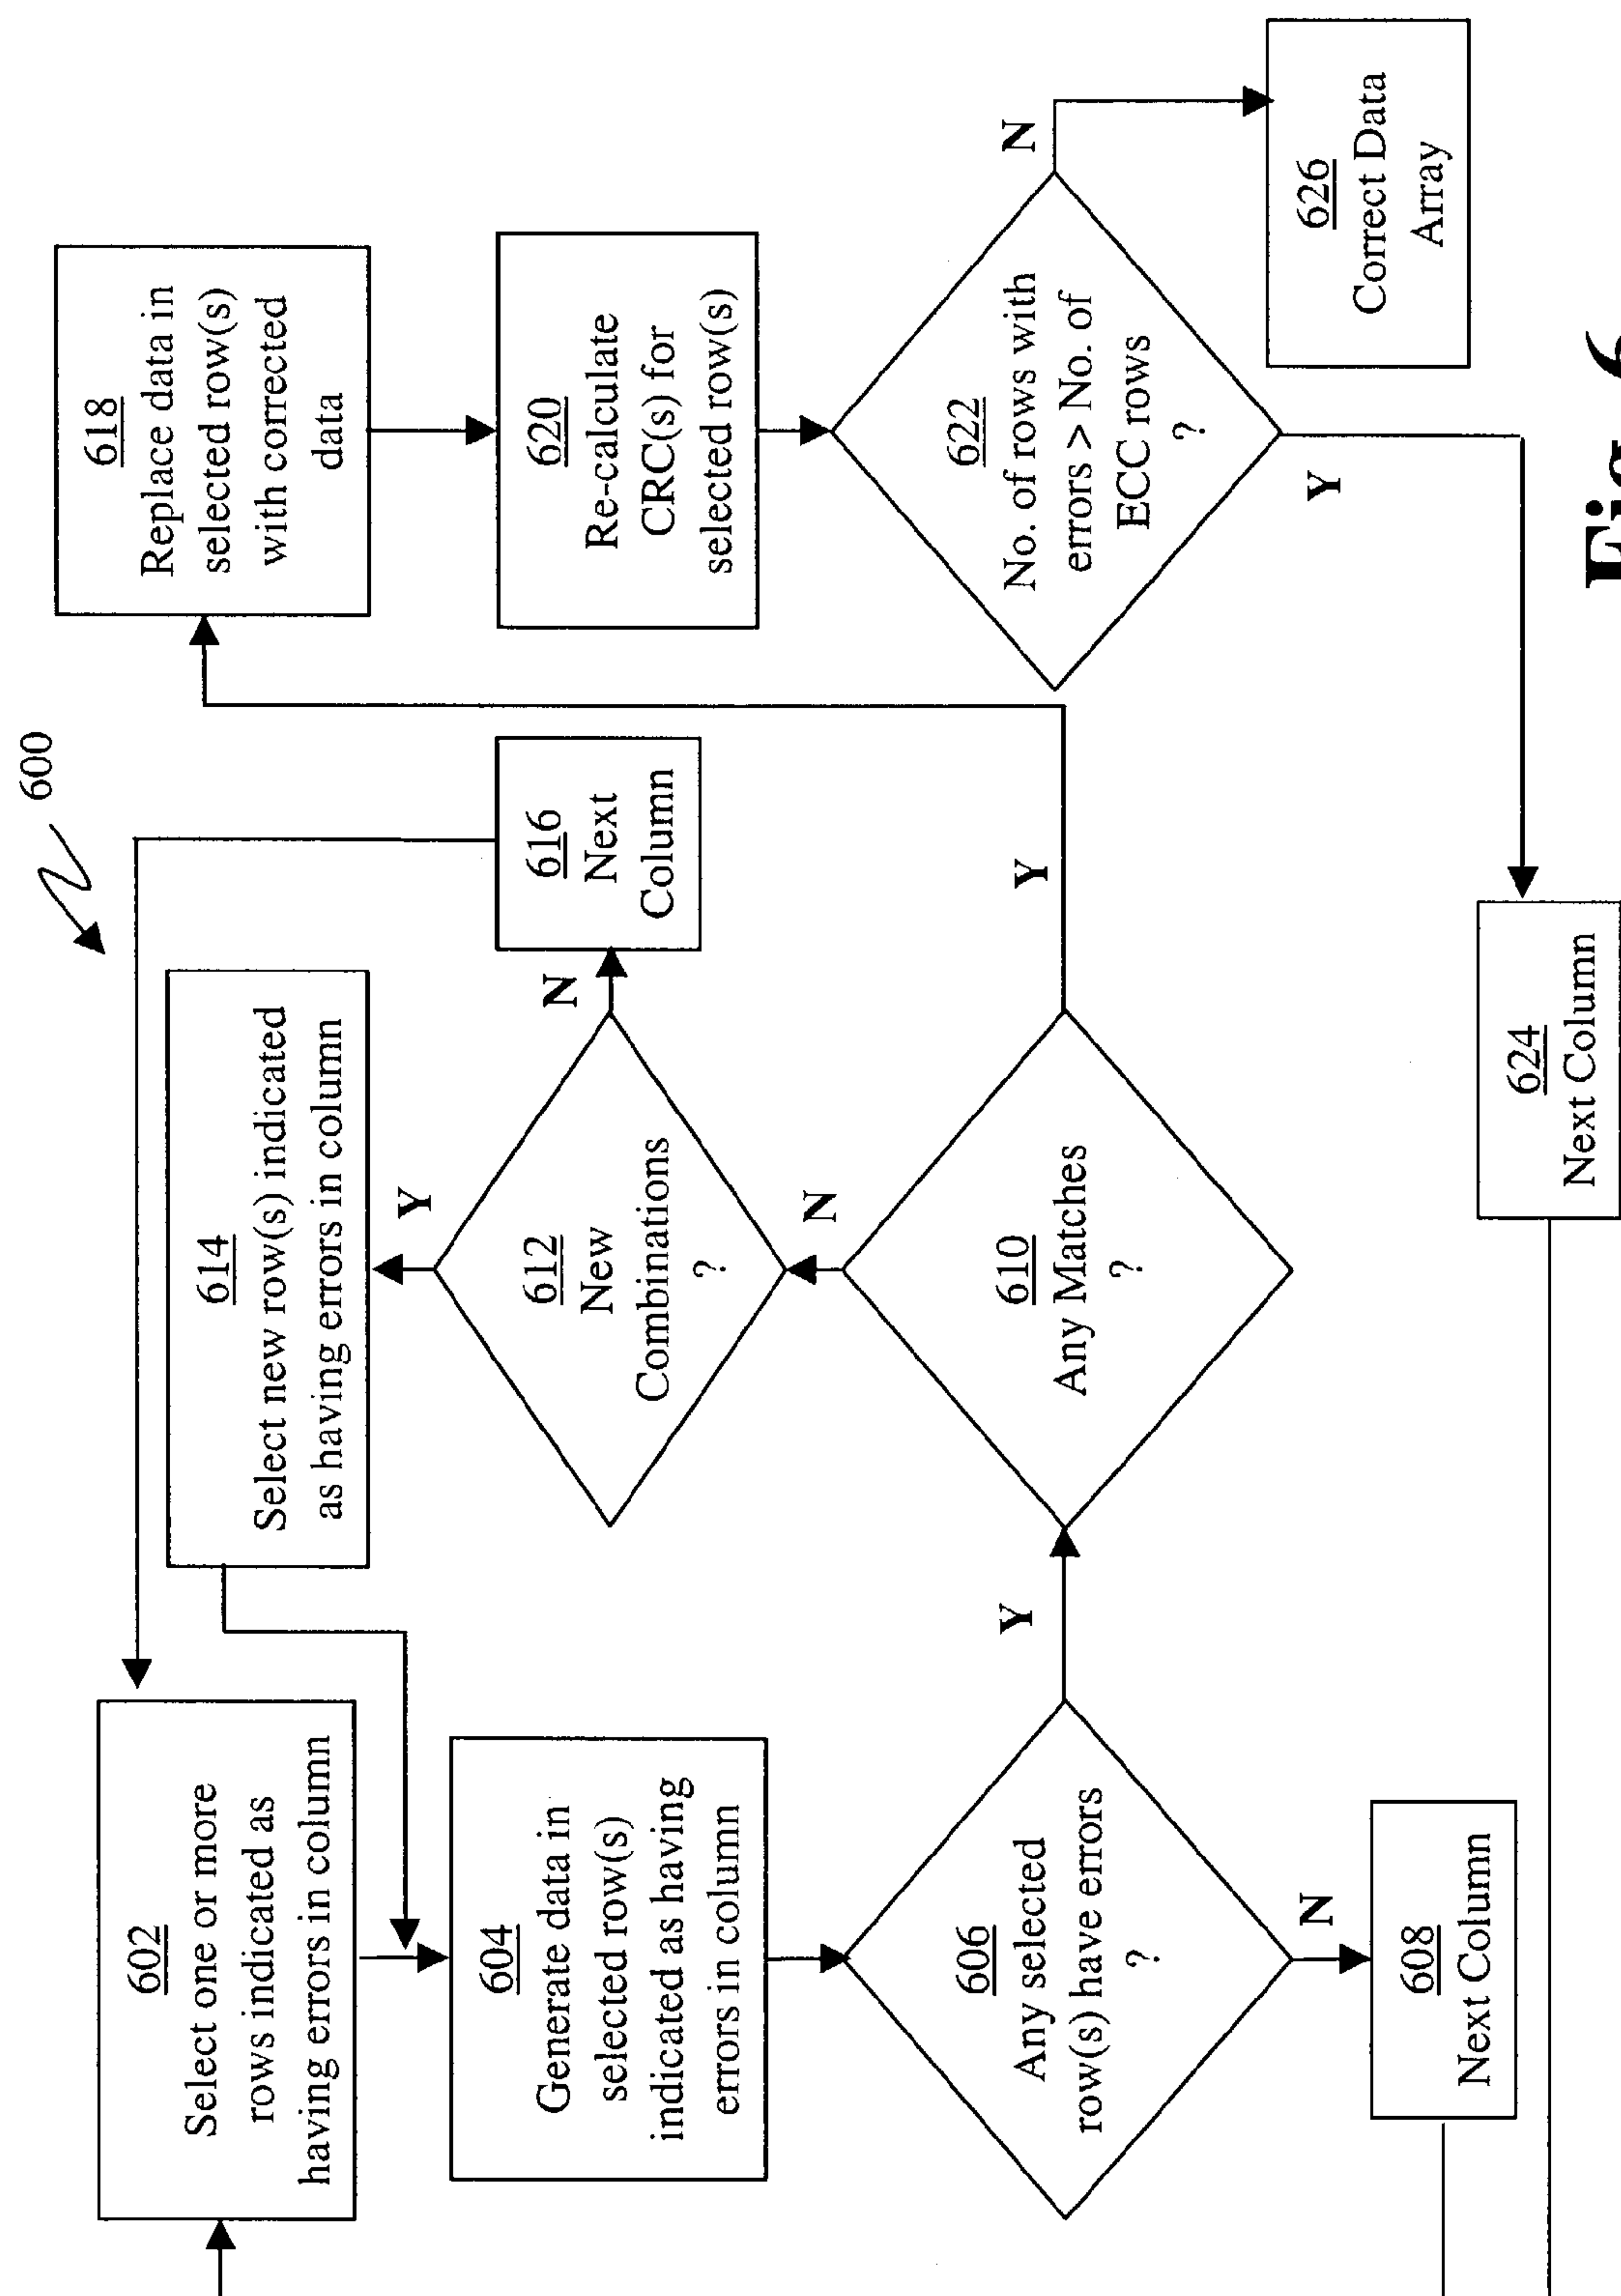 600
602
Select one or more
rows indicated as
having errors in column
604
Generate data in
selected row(s)
indicated as having
errors in column
606
Any selected
row(s) have errors
?
Y
N
608
Next Column
610
Any Matches
?
N
Y
612
New
Combinations
?
Y
N
614
Select new row(s) indicated
as having errors in column
616
Next
Column
618
Replace data in
selected row(s)
with corrected
data
620
Re-calculate
CRC(s) for
selected row(s)
622
No. of rows with
errors > No. of
ECC rows
?
N
Y
624
Next Column
626
Correct Data
Array
Fig. 6